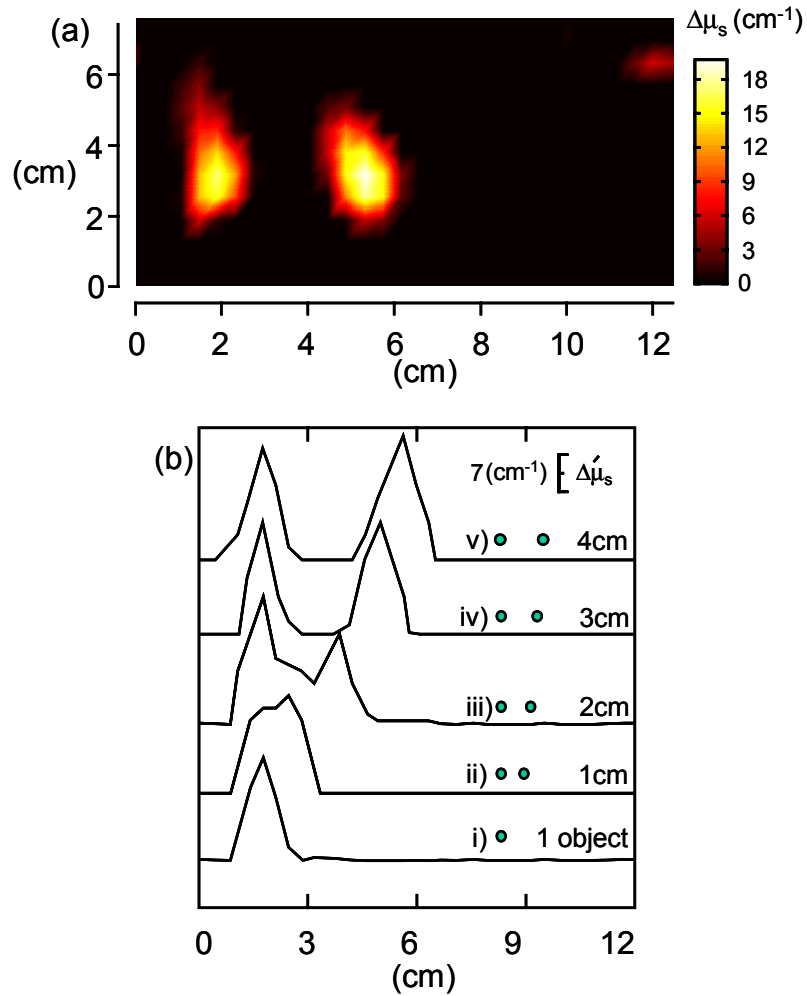 (a)
Δμs (cm-1)
6
4
2
0
(cm)
18
15
12
9
6
3
0
0 2 4 6 8 10 12
(cm)
(b)
7(cm-1) Δμ́s
v) 4cm
iv) 3cm
iii) 2cm
ii) 1cm
i) 1 object
0 3 6 9 12
(cm)